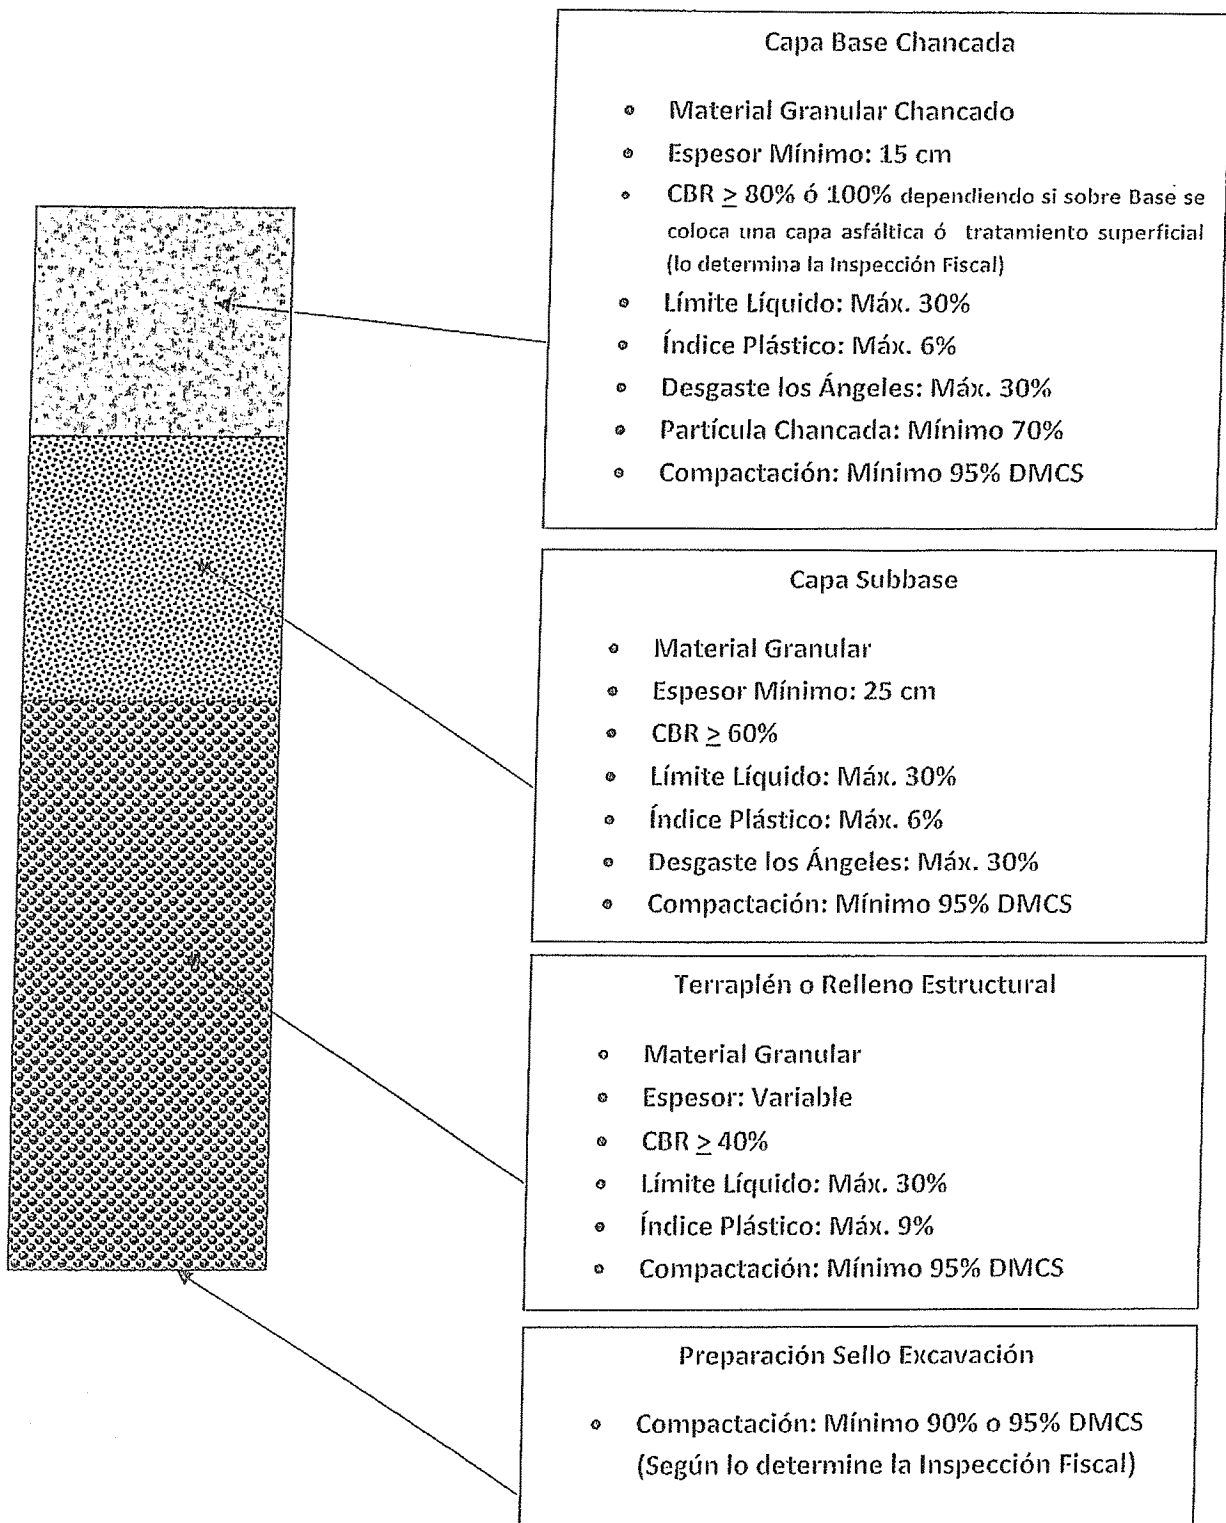 Capa Base Chancada
• Material Granular Chancado
• Espesor Mínimo: 15 cm
• CBR ≥ 80% ó 100% dependiendo si sobre Base se
coloca una capa asfáltica ó tratamiento superficial
(lo determina la Inspección Fiscal)
• Límite Líquido: Máx. 30%
• Índice Plástico: Máx. 6%
• Desgaste los Ángeles: Máx. 30%
• Partícula Chancada: Mínimo 70%
• Compactación: Mínimo 95% DMCS
Capa Subbase
• Material Granular
• Espesor Mínimo: 25 cm
• CBR ≥ 60%
• Límite Líquido: Máx. 30%
• Índice Plástico: Máx. 6%
• Desgaste los Ángeles: Máx. 30%
• Compactación: Mínimo 95% DMCS
Terraplén o Relleno Estructural
• Material Granular
• Espesor: Variable
• CBR ≥ 40%
• Límite Líquido: Máx. 30%
• Índice Plástico: Máx. 9%
• Compactación: Mínimo 95% DMCS
Preparación Sello Excavación
• Compactación: Mínimo 90% o 95% DMCS
(Según lo determine la Inspección Fiscal)